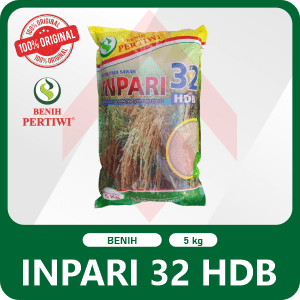 100% ORIGINAL
BENIH
PERTIWI®
PERTIWI
INPARI 32
HDB
BENIH
5 kg
INPARI 32 HDB